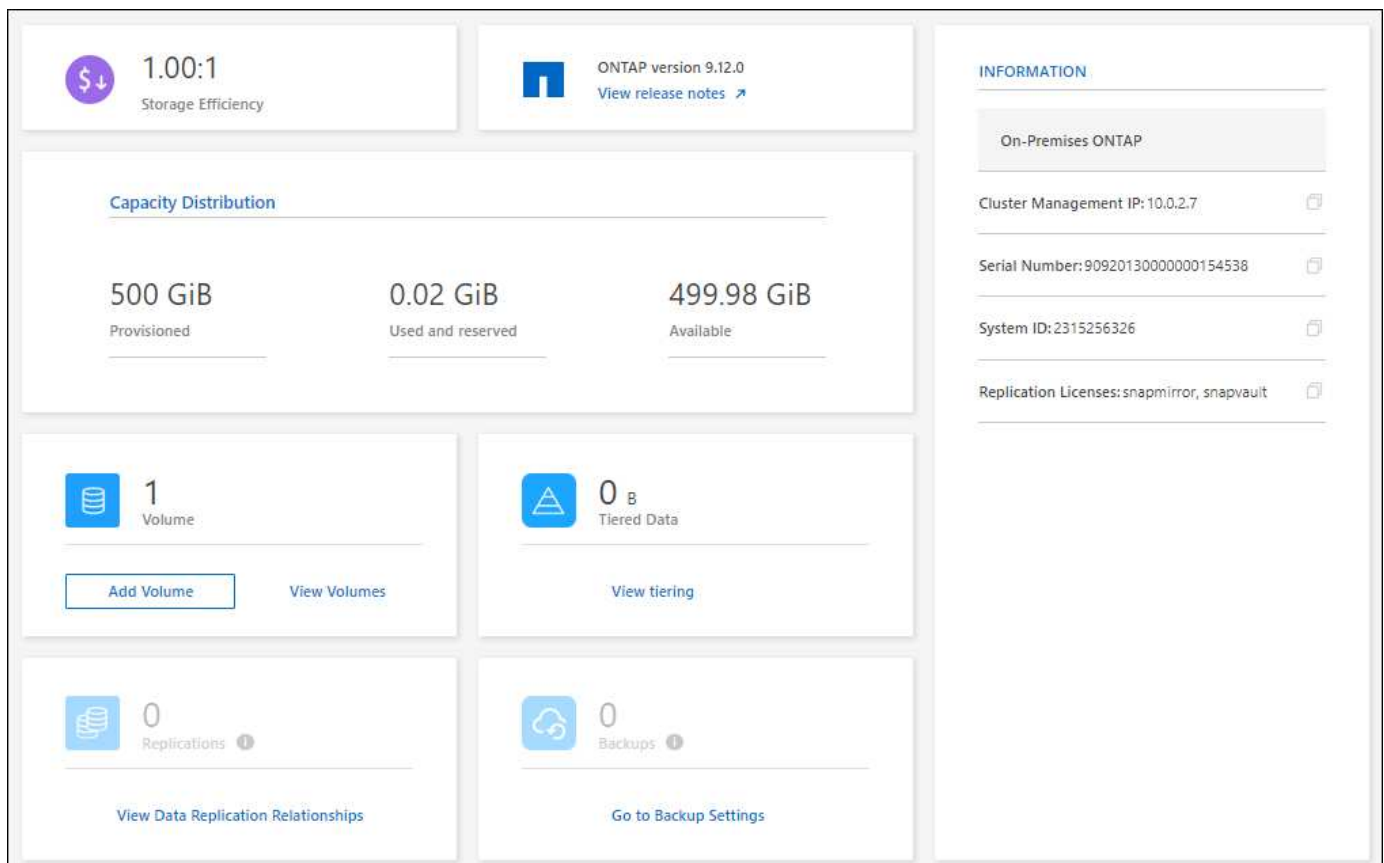 1.00:1
Storage Efficiency
ONTAP version 9.12.0
View release notes
Capacity Distribution
500 GiB
Provisioned
0.02 GiB
Used and reserved
499.98 GiB
Available
1
Volume
Add Volume
View Volumes
0 B
Tiered Data
View tiering
0
Replications
View Data Replication Relationships
0
Backups
Go to Backup Settings
INFORMATION
On-Premises ONTAP
Cluster Management IP: 10.0.2.7
Serial Number: 90920130000000154538
System ID: 2315256326
Replication Licenses: snapmirror, snapvault